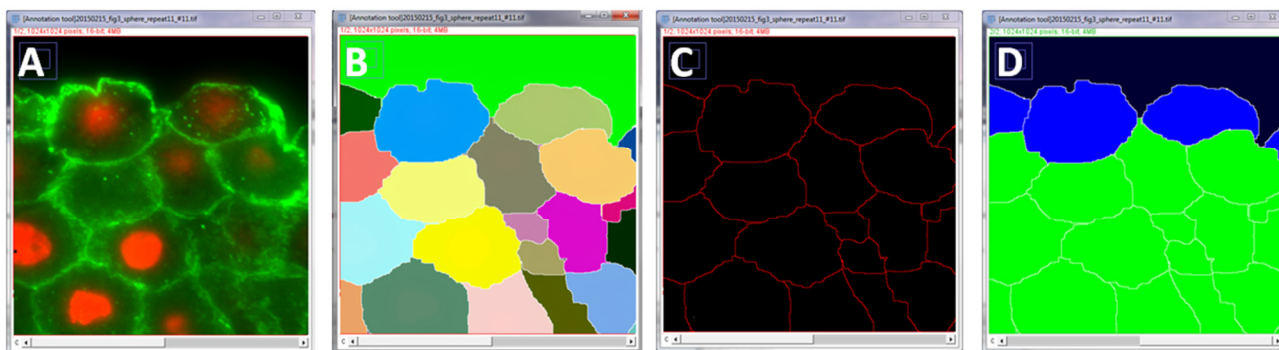 [Annotation tool]20150215_fig3_sphere_repeat11_#11.tif
1/2; 1024x1024 pixels; 16-bit; 4MB
A
c
[Annotation tool]20150215_fig3_sphere_repeat11_#11.tif
1/2; 1024x1024 pixels; 16-bit; 4MB
B
c
[Annotation tool]20150215_fig3_sphere_repeat11_#11.tif
1/2; 1024x1024 pixels; 16-bit; 4MB
C
c
[Annotation tool]20150215_fig3_sphere_repeat11_#11.tif
2/2; 1024x1024 pixels; 16-bit; 4MB
D
c